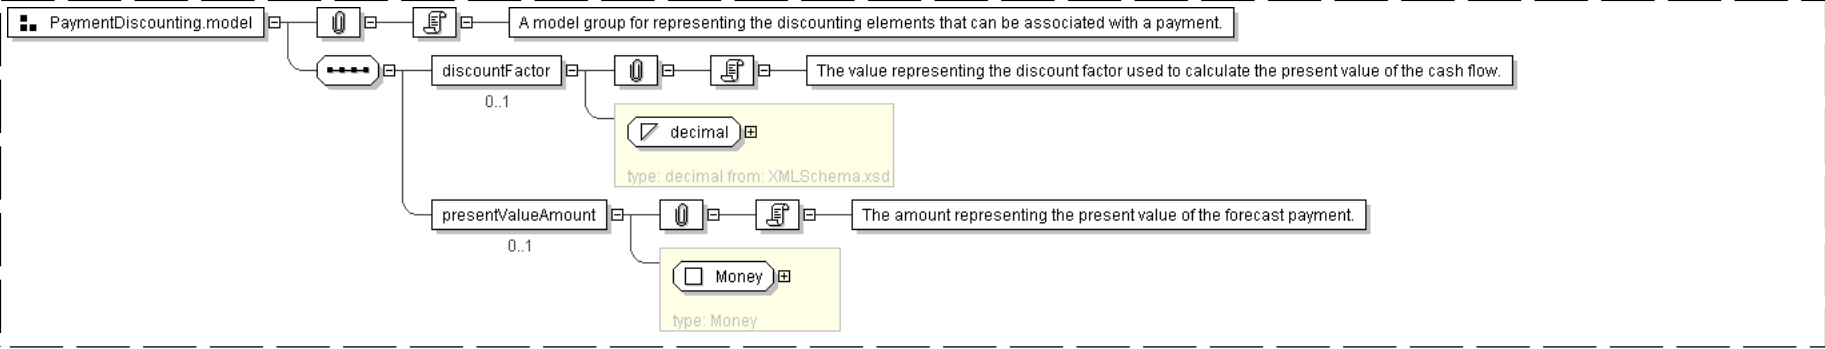 PaymentDiscounting.model
A model group for representing the discounting elements that can be associated with a payment.
discountFactor
The value representing the discount factor used to calculate the present value of the cash flow.
0..1
decimal
type: decimal from: XMLSchema.xsd
presentValueAmount
The amount representing the present value of the forecast payment.
0..1
Money
type: Money